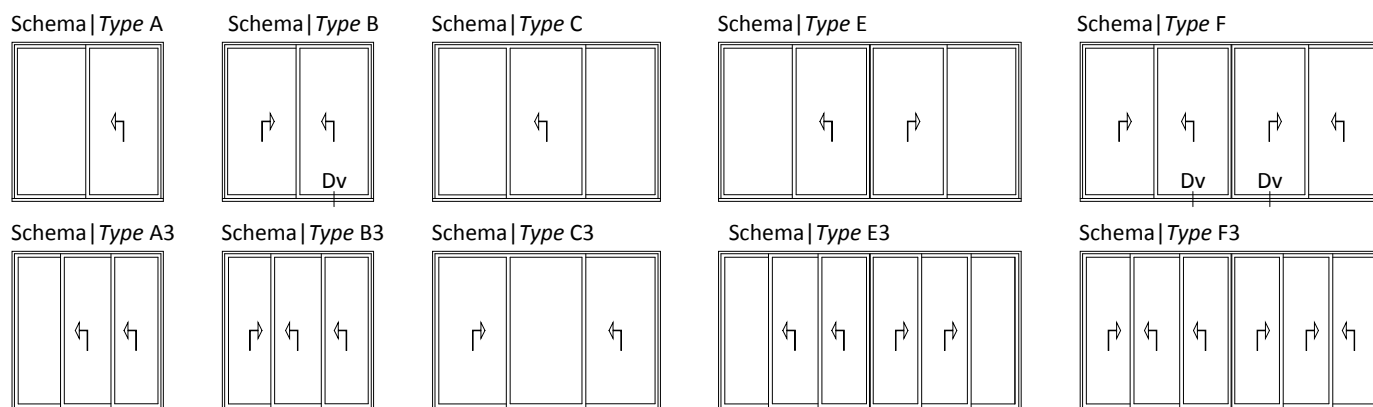 Schema|Type A
Schema|Type B
Schema|Type C
Schema|Type E
Schema|Type F
Dv
Dv
Dv
Schema|Type A3
Schema|Type B3
Schema|Type C3
Schema|Type E3
Schema|Type F3